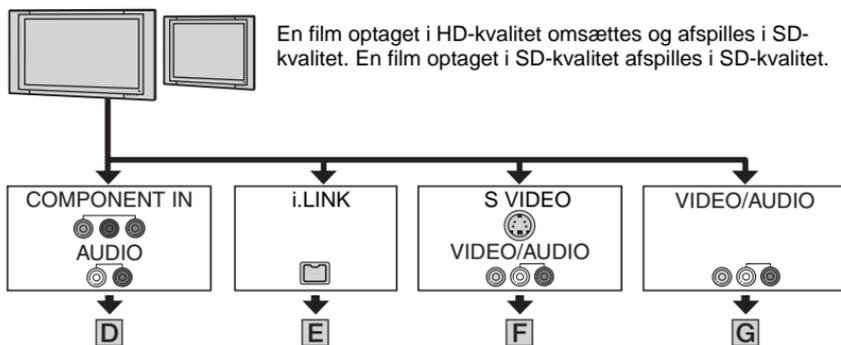 En film optaget i HD-kvalitet omsættes og afspilles i SD-
kvalitet. En film optaget i SD-kvalitet afspilles i SD-kvalitet.
COMPONENT IN
AUDIO
i.LINK
S VIDEO
VIDEO/AUDIO
VIDEO/AUDIO
D
E
F
G